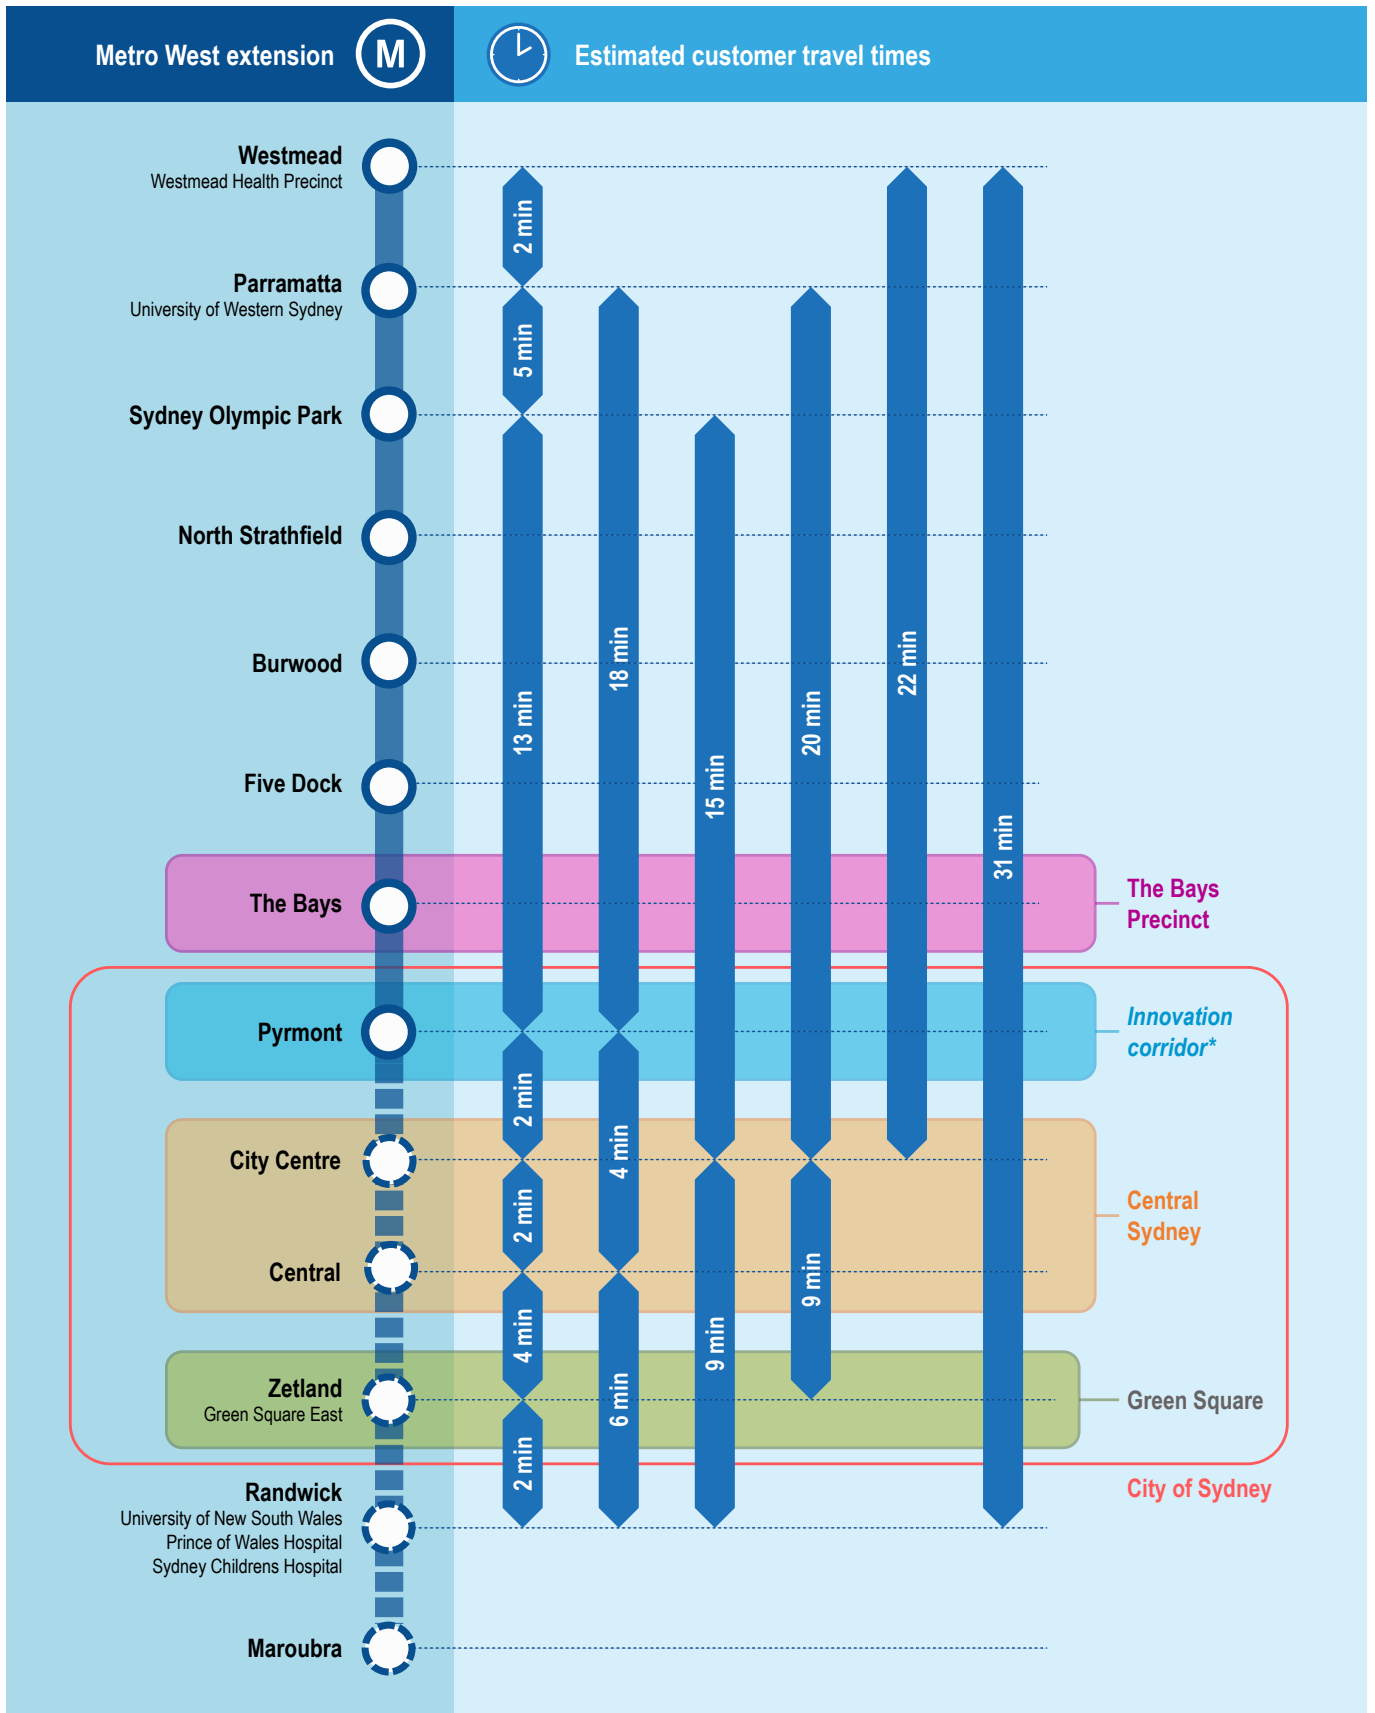 Metro West extension
M
Estimated customer travel times
Westmead
Westmead Health Precinct
2 min
Parramatta
University of Western Sydney
5 min
Sydney Olympic Park
North Strathfield
Burwood
Five Dock
13 min
18 min
15 min
20 min
22 min
31 min
The Bays
The Bays
Precinct
Pyrmont
Innovation
corridor*
2 min
4 min
City Centre
2 min
Central
Central
Sydney
4 min
6 min
9 min
9 min
Zetland
Green Square East
Green Square
2 min
City of Sydney
Randwick
University of New South Wales
Prince of Wales Hospital
Sydney Childrens Hospital
Maroubra